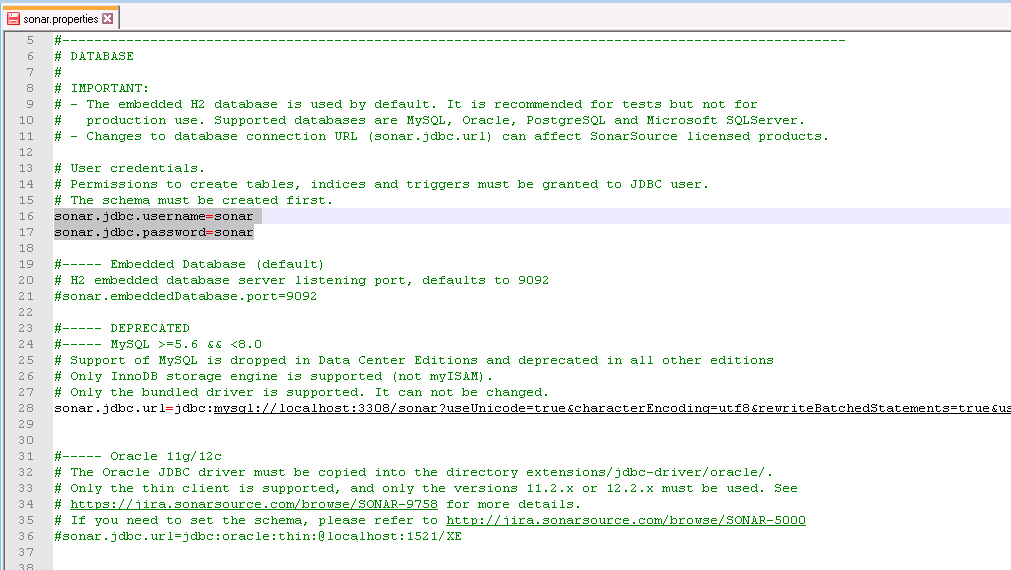 sonar.properties
5 #---------------------------------------------------------------------------------------------------
6 # DATABASE
7 #
8 # IMPORTANT:
9 # - The embedded H2 database is used by default. It is recommended for tests but not for
10 #   production use. Supported databases are MySQL, Oracle, PostgreSQL and Microsoft SQLServer.
11 # - Changes to database connection URL (sonar.jdbc.url) can affect SonarSource licensed products.
12
13 # User credentials.
14 # Permissions to create tables, indices and triggers must be granted to JDBC user.
15 # The schema must be created first.
16 sonar.jdbc.username=sonar
17 sonar.jdbc.password=sonar
18
19 #----- Embedded Database (default)
20 # H2 embedded database server listening port, defaults to 9092
21 #sonar.embeddedDatabase.port=9092
22
23 #----- DEPRECATED
24 #----- MySQL >=5.6 && <8.0
25 # Support of MySQL is dropped in Data Center Editions and deprecated in all other editions
26 # Only InnoDB storage engine is supported (not myISAM).
27 # Only the bundled driver is supported. It can not be changed.
28 sonar.jdbc.url=jdbc:mysql://localhost:3308/sonar?useUnicode=true&characterEncoding=utf8&rewriteBatchedStatements=true&us
29
30
31 #----- Oracle 11g/12c
32 # The Oracle JDBC driver must be copied into the directory extensions/jdbc-driver/oracle/.
33 # Only the thin client is supported, and only the versions 11.2.x or 12.2.x must be used. See
34 # https://jira.sonarsource.com/browse/SONAR-9758 for more details.
35 # If you need to set the schema, please refer to http://jira.sonarsource.com/browse/SONAR-5000
36 #sonar.jdbc.url=jdbc:oracle:thin:@localhost:1521/XE
37
38